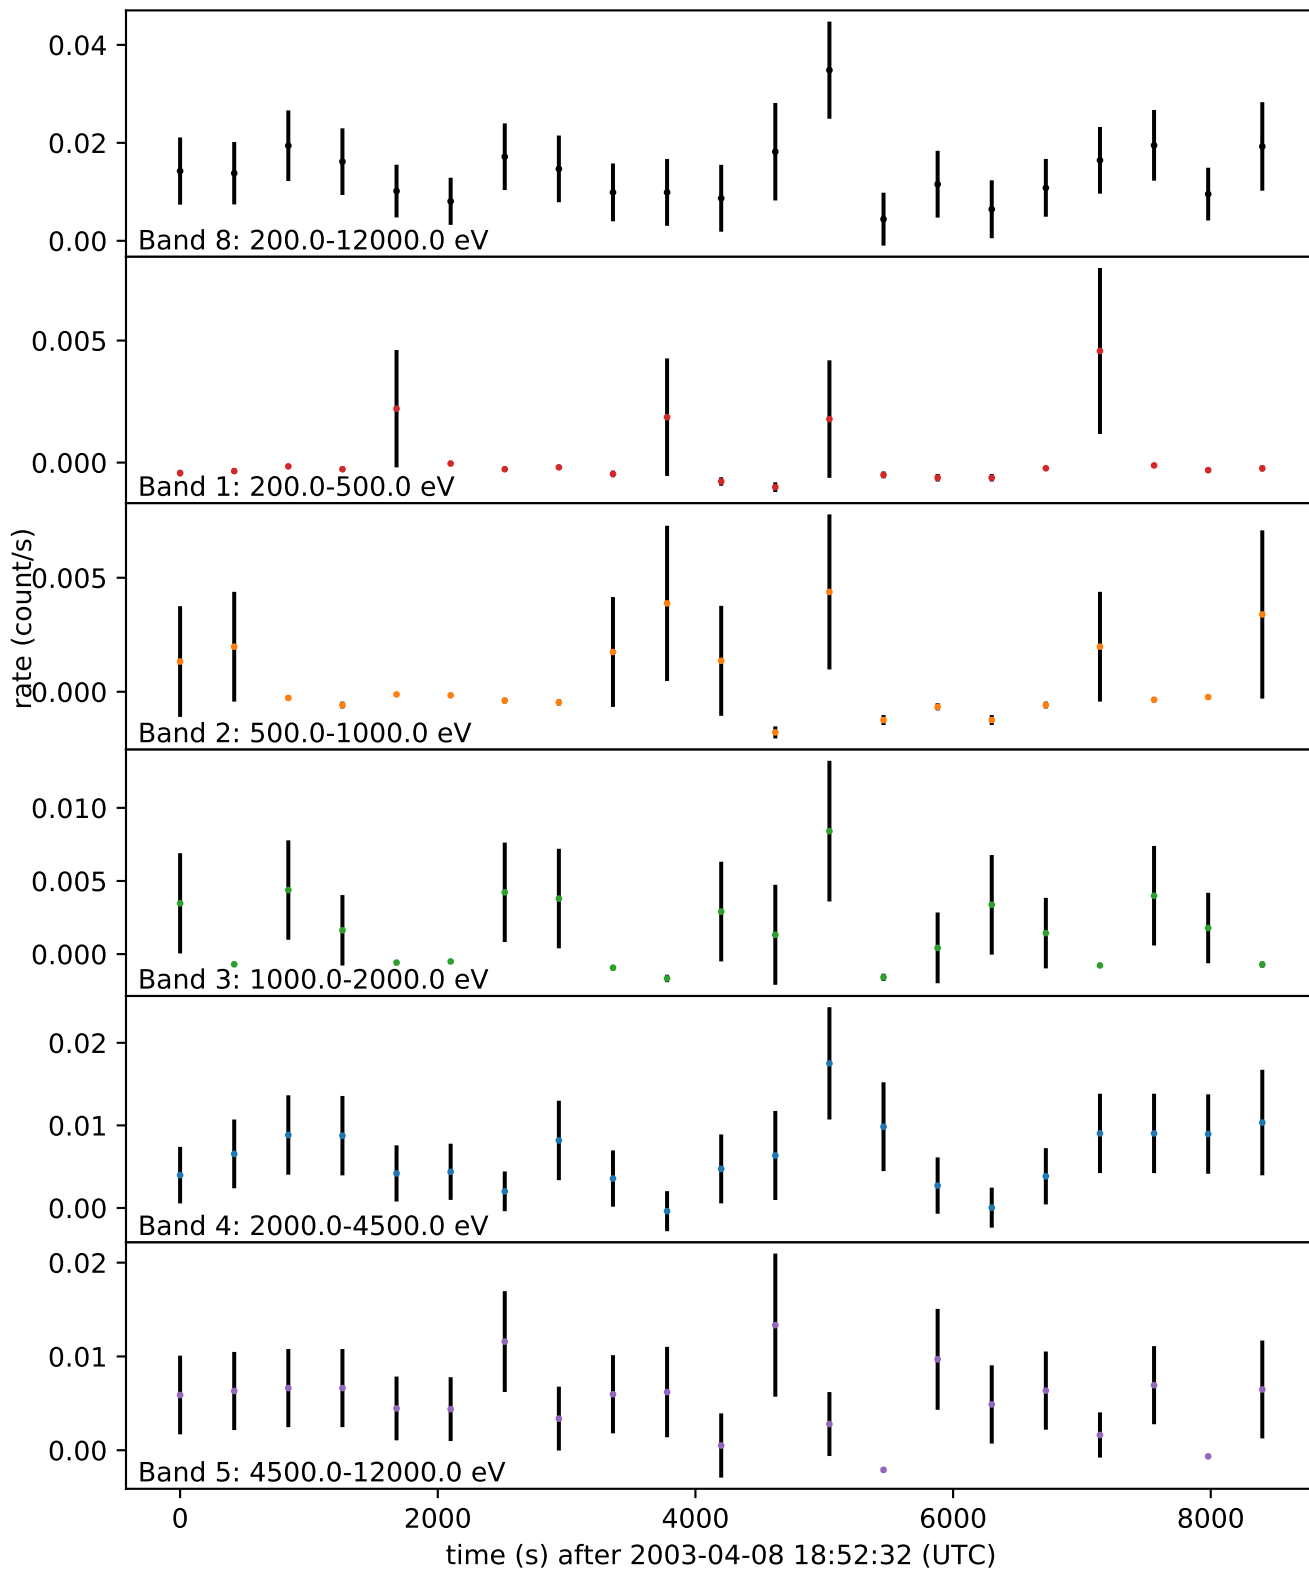 0.04
0.02
0.00
Band 8: 200.0-12000.0 eV
0.005
0.000
Band 1: 200.0-500.0 eV
rate (count/s)
0.005
0.000
Band 2: 500.0-1000.0 eV
0.010
0.005
0.000
Band 3: 1000.0-2000.0 eV
0.02
0.01
0.00
Band 4: 2000.0-4500.0 eV
0.02
0.01
0.00
Band 5: 4500.0-12000.0 eV
0 2000 4000 6000 8000
time (s) after 2003-04-08 18:52:32 (UTC)